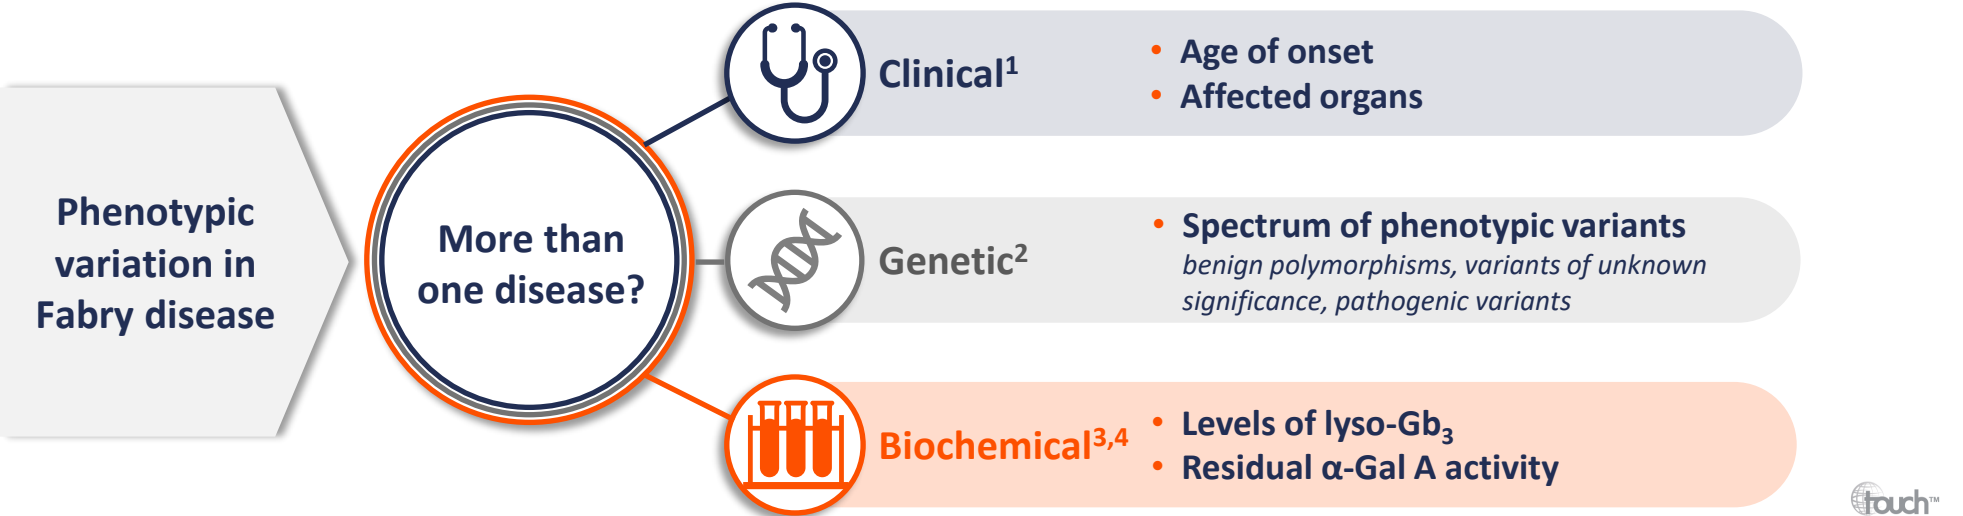 Phenotypic
variation in
Fabry disease
More than
one disease?
Clinical¹
• Age of onset
• Affected organs
Genetic²
• Spectrum of phenotypic variants
benign polymorphisms, variants of unknown
significance, pathogenic variants
Biochemical³,⁴
• Levels of lyso-Gb₃
• Residual α-Gal A activity
touch™